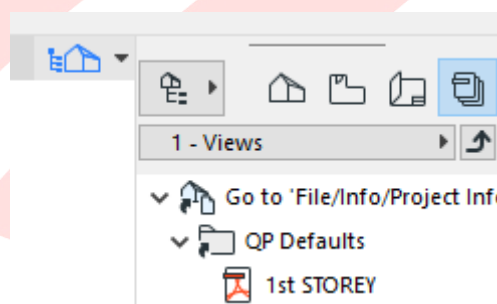 1 - Views
Go to 'File/Info/Project Info
QP Defaults
1st STOREY